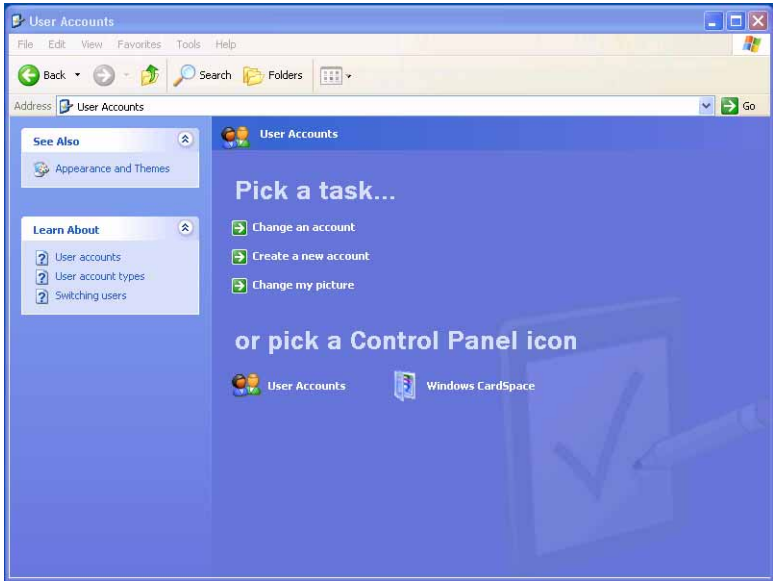 User Accounts
File Edit View Favorites Tools Help
Back Search Folders
Address User Accounts Go
See Also
Appearance and Themes
Learn About
User accounts
User account types
Switching users
User Accounts
Pick a task...
Change an account
Create a new account
Change my picture
or pick a Control Panel icon
User Accounts Windows CardSpace